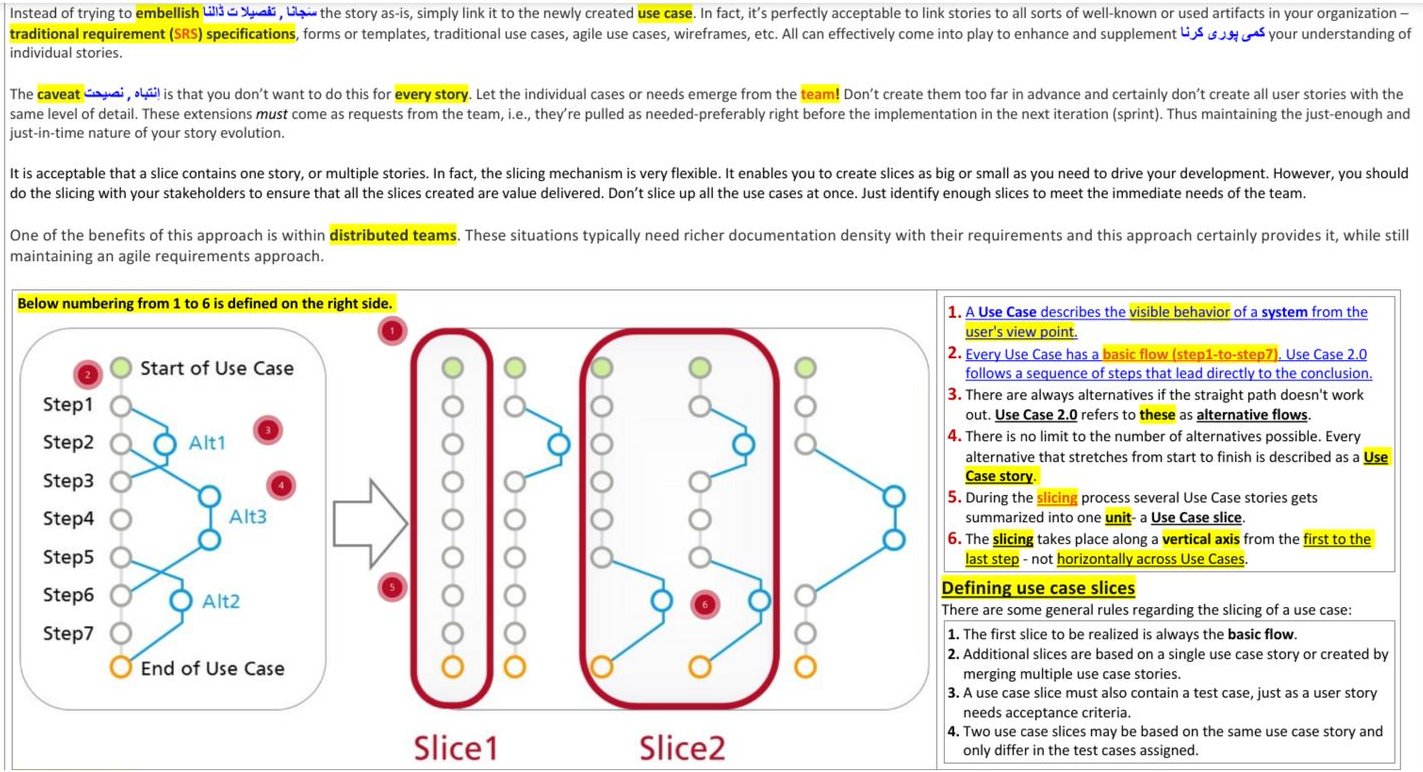 Instead of trying to embellish سَجانا , تفصیلا ت ڈالنا the story as-is, simply link it to the newly created use case. In fact, it’s perfectly acceptable to link stories to all sorts of well-known or used artifacts in your organization –
traditional requirement (SRS) specifications, forms or templates, traditional use cases, agile use cases, wireframes, etc. All can effectively come into play to enhance and supplement کمی پوری کرنا your understanding of
individual stories.
The caveat اِنتباہ , نصیحت is that you don’t want to do this for every story. Let the individual cases or needs emerge from the team! Don’t create them too far in advance and certainly don’t create all user stories with the
same level of detail. These extensions must come as requests from the team, i.e., they’re pulled as needed-preferably right before the implementation in the next iteration (sprint). Thus maintaining the just-enough and
just-in-time nature of your story evolution.
It is acceptable that a slice contains one story, or multiple stories. In fact, the slicing mechanism is very flexible. It enables you to create slices as big or small as you need to drive your development. However, you should
do the slicing with your stakeholders to ensure that all the slices created are value delivered. Don’t slice up all the use cases at once. Just identify enough slices to meet the immediate needs of the team.
One of the benefits of this approach is within distributed teams. These situations typically need richer documentation density with their requirements and this approach certainly provides it, while still
maintaining an agile requirements approach.
Below numbering from 1 to 6 is defined on the right side.
1
2
Start of Use Case
Step1
Step2
Alt1
3
Step3
4
Step4
Alt3
Step5
5
Step6
Alt2
6
Step7
End of Use Case
Slice1
Slice2
1. A Use Case describes the visible behavior of a system from the
user's view point.
2. Every Use Case has a basic flow (step1-to-step7). Use Case 2.0
follows a sequence of steps that lead directly to the conclusion.
3. There are always alternatives if the straight path doesn't work
out. Use Case 2.0 refers to these as alternative flows.
4. There is no limit to the number of alternatives possible. Every
alternative that stretches from start to finish is described as a Use
Case story.
5. During the slicing process several Use Case stories gets
summarized into one unit- a Use Case slice.
6. The slicing takes place along a vertical axis from the first to the
last step - not horizontally across Use Cases.
Defining use case slices
There are some general rules regarding the slicing of a use case:
1. The first slice to be realized is always the basic flow.
2. Additional slices are based on a single use case story or created by
merging multiple use case stories.
3. A use case slice must also contain a test case, just as a user story
needs acceptance criteria.
4. Two use case slices may be based on the same use case story and
only differ in the test cases assigned.